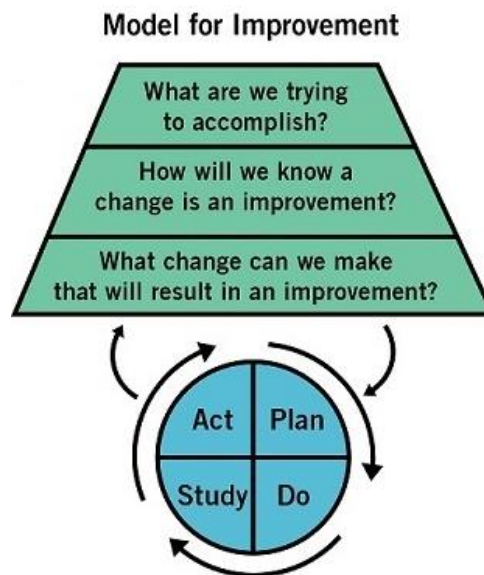 Model for Improvement
What are we trying
to accomplish?
How will we know a
change is an improvement?
What change can we make
that will result in an improvement?
Act Plan
Study Do